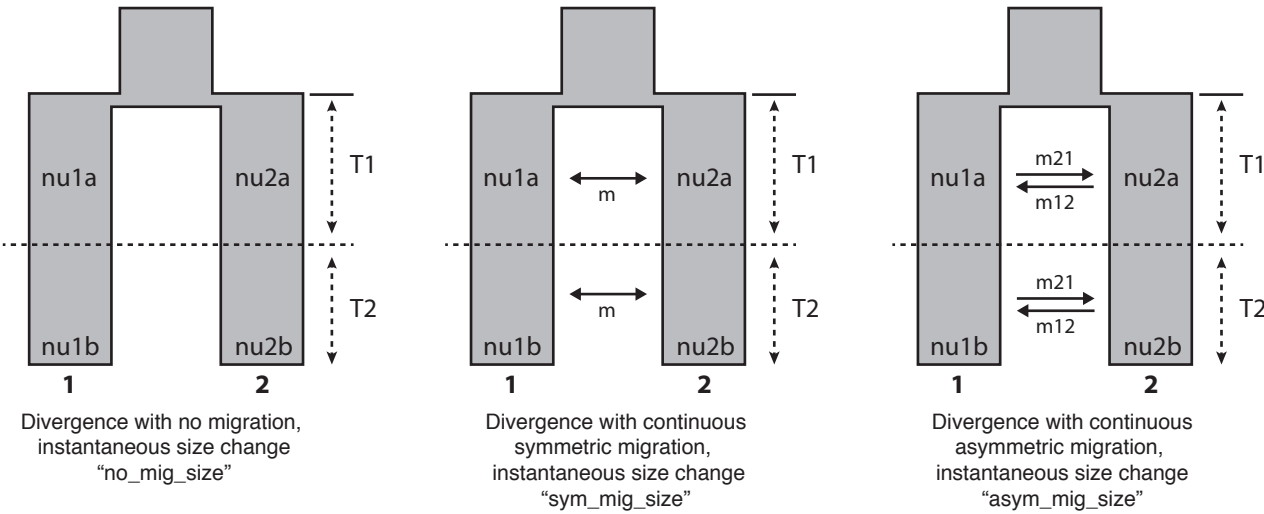 nu1a
nu2a
T1
nu1b
nu2b
T2
1
2
Divergence with no migration,
instantaneous size change
“no_mig_size”
nu1a
m
nu2a
T1
m
nu1b
nu2b
T2
1
2
Divergence with continuous
symmetric migration,
instantaneous size change
“sym_mig_size”
nu1a
m21
m12
nu2a
T1
m21
m12
nu1b
nu2b
T2
1
2
Divergence with continuous
asymmetric migration,
instantaneous size change
“asym_mig_size”